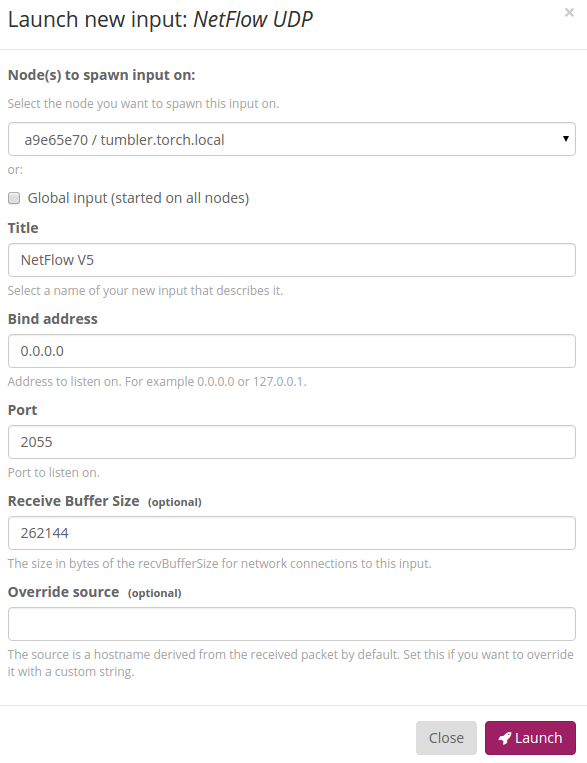 Launch new input: NetFlow UDP
×
Node(s) to spawn input on:
Select the node you want to spawn this input on.
a9e65e70 / tumbler.torch.local
or:
Global input (started on all nodes)
Title
NetFlow V5
Select a name of your new input that describes it.
Bind address
0.0.0.0
Address to listen on. For example 0.0.0.0 or 127.0.0.1.
Port
2055
Port to listen on.
Receive Buffer Size (optional)
262144
The size in bytes of the recvBufferSize for network connections to this input.
Override source (optional)
The source is a hostname derived from the received packet by default. Set this if you want to override
it with a custom string.
Close
Launch